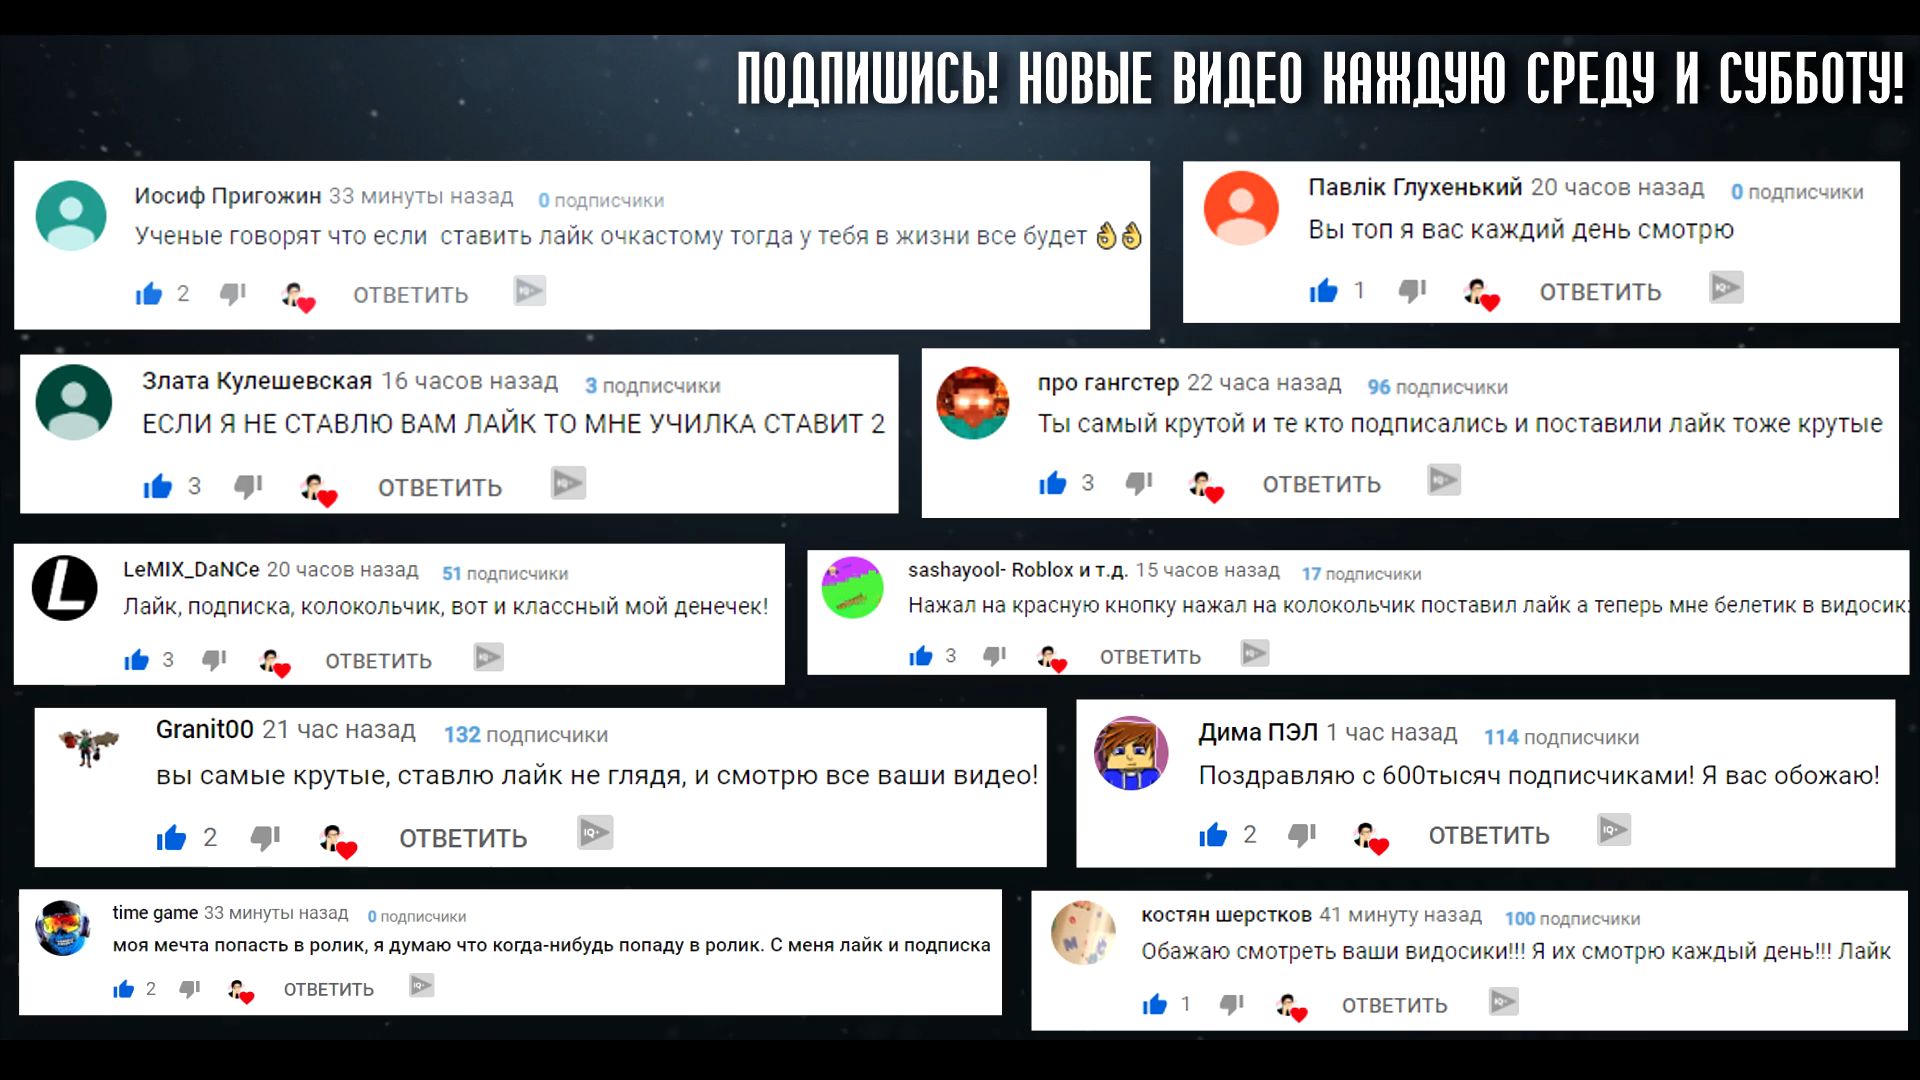 ПОДПИШИСЬ! НОВЫЕ ВИДЕО КАЖДУЮ СРЕДУ И СУББОТУ!
Иосиф Пригожин 33 минуты назад 0 подписчики
Ученые говорят что если ставить лайк очкастому тогда у тебя в жизни все будет 👌👌
2 ОТВЕТИТЬ
Павлік Глухенький 20 часов назад 0 подписчики
Вы топ я вас каждий день смотрю
1 ОТВЕТИТЬ
Злата Кулешевская 16 часов назад 3 подписчики
ЕСЛИ Я НЕ СТАВЛЮ ВАМ ЛАЙК ТО МНЕ УЧИЛКА СТАВИТ 2
3 ОТВЕТИТЬ
про гангстер 22 часа назад 96 подписчики
Ты самый крутой и те кто подписались и поставили лайк тоже крутые
3 ОТВЕТИТЬ
LeMIX_DaNCe 20 часов назад 51 подписчики
Лайк, подписка, колокольчик, вот и классный мой денечек!
3 ОТВЕТИТЬ
sashayool- Roblox и т.д. 15 часов назад 17 подписчики
Нажал на красную кнопку нажал на колокольчик поставил лайк а теперь мне белетик в видосик
3 ОТВЕТИТЬ
Granit00 21 час назад 132 подписчики
вы самые крутые, ставлю лайк не глядя, и смотрю все ваши видео!
2 ОТВЕТИТЬ IQ+
Дима ПЭЛ 1 час назад 114 подписчики
Поздравляю с 600тысяч подписчиками! Я вас обожаю!
2 ОТВЕТИТЬ IQ+
time game 33 минуты назад 0 подписчики
моя мечта попасть в ролик, я думаю что когда-нибудь попаду в ролик. С меня лайк и подписка
2 ОТВЕТИТЬ
костян шерстков 41 минуту назад 100 подписчики
Обажаю смотреть ваши видосики!!! Я их смотрю каждый день!!! Лайк
1 ОТВЕТИТЬ